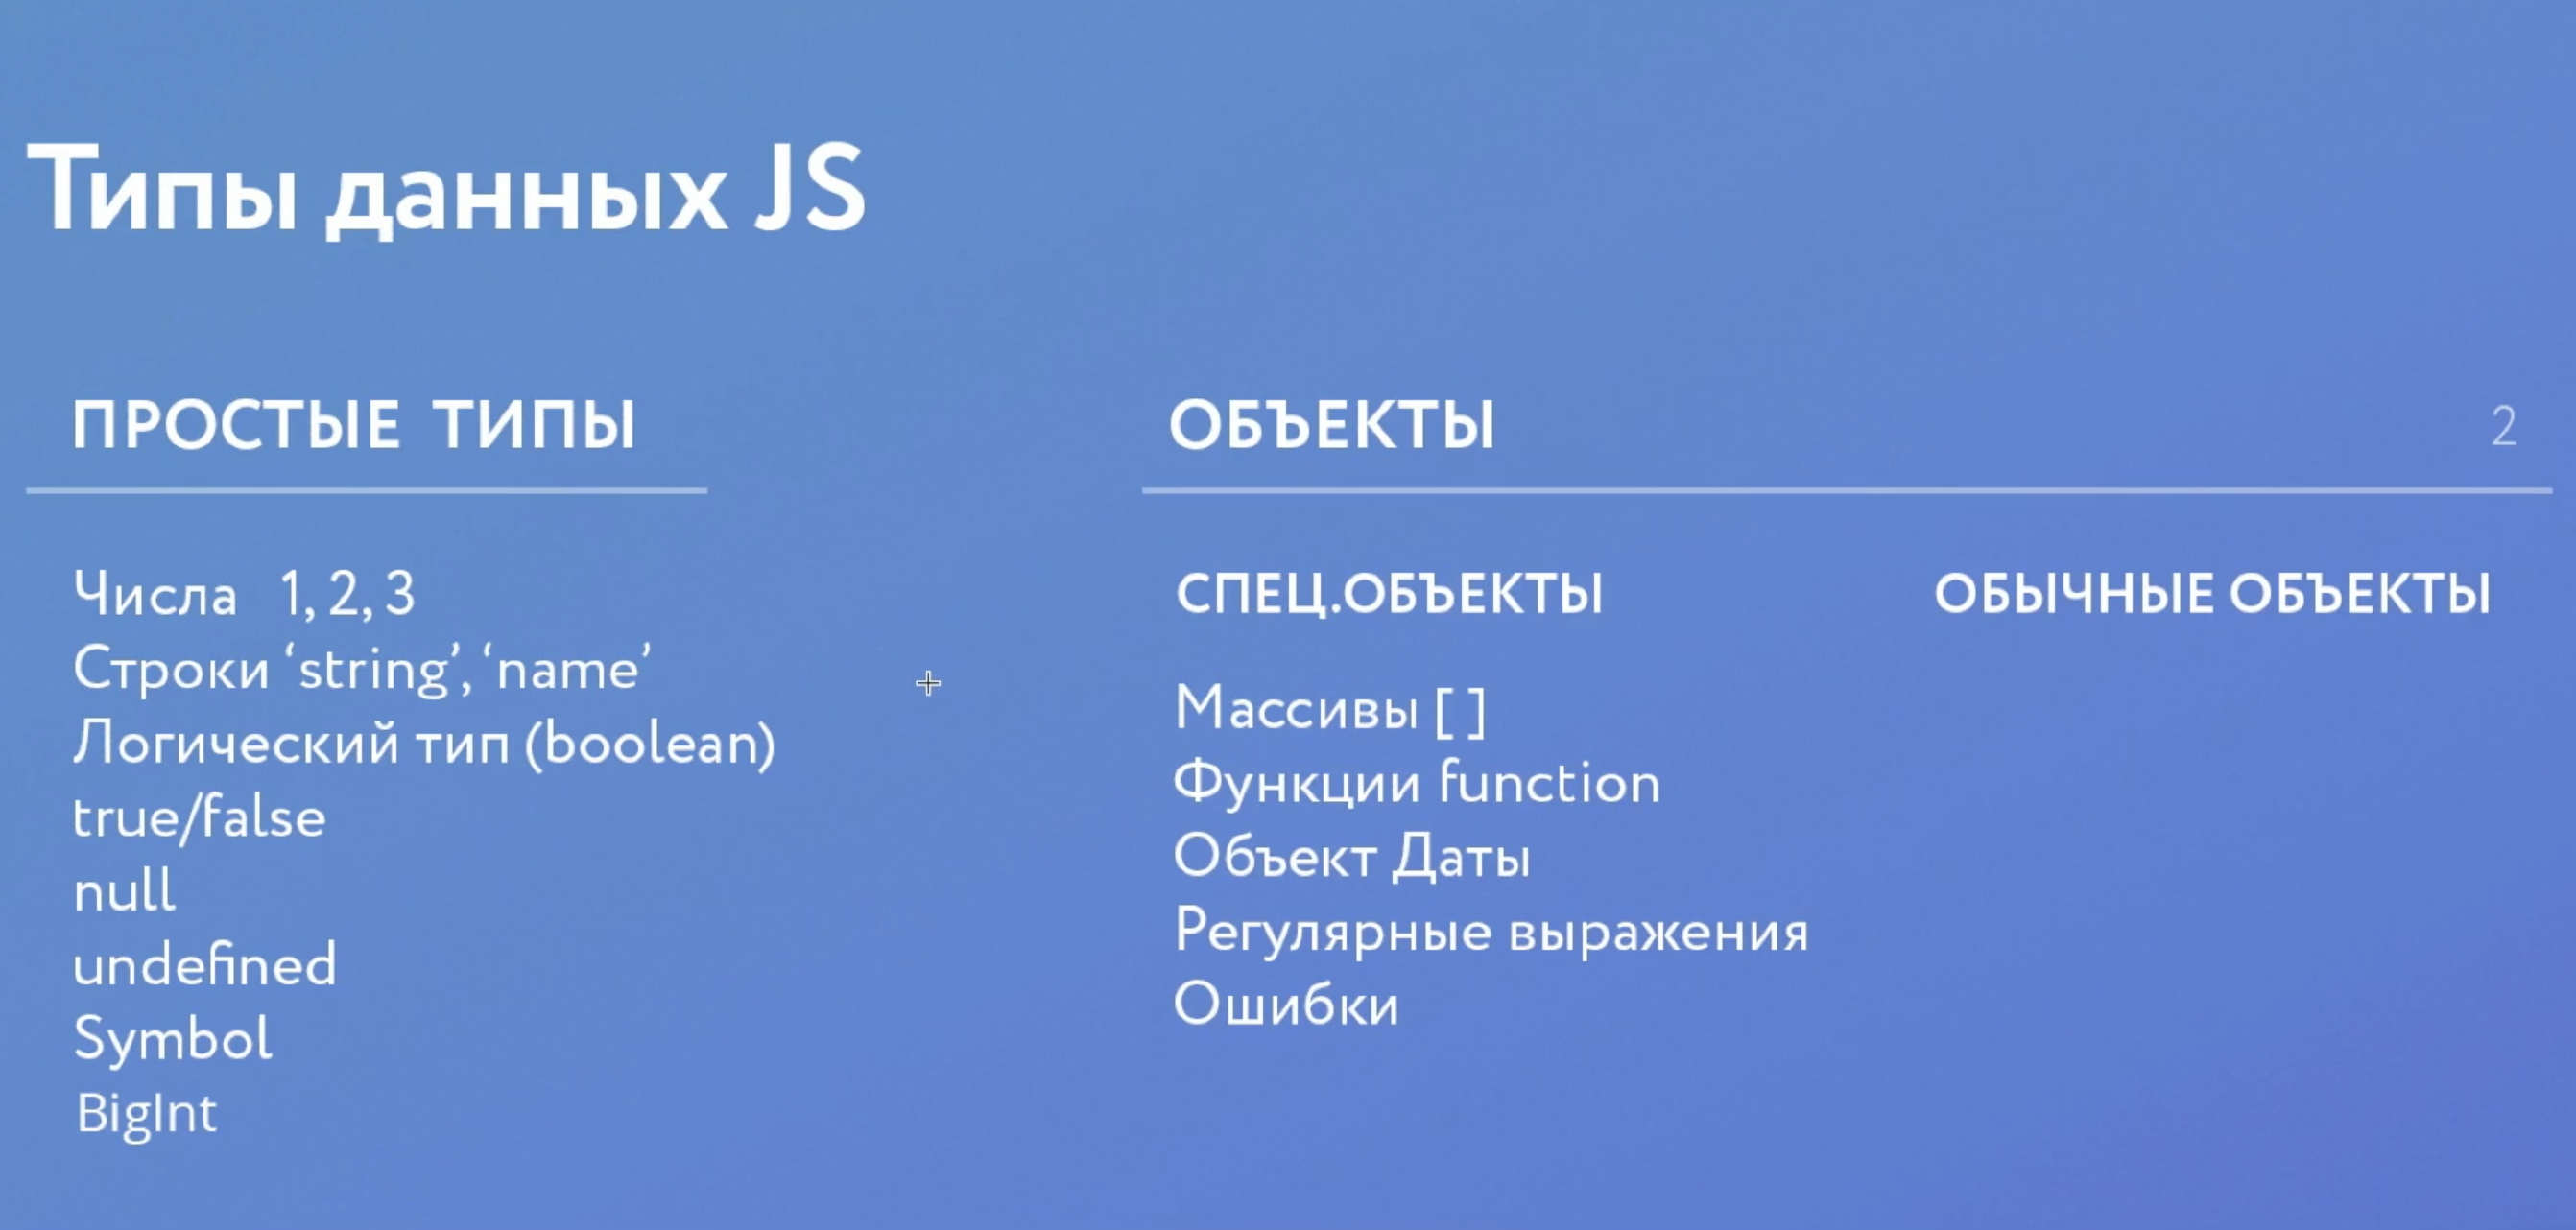 Типы данных JS
ПРОСТЫЕ ТИПЫ
Числа 1, 2, 3
Строки ‘string’, ‘name’
Логический тип (boolean)
true/false
null
undefined
Symbol
BigInt
ОБЪЕКТЫ
2
СПЕЦ.ОБЪЕКТЫ
Массивы [ ]
Функции function
Объект Даты
Регулярные выражения
Ошибки
ОБЫЧНЫЕ ОБЪЕКТЫ